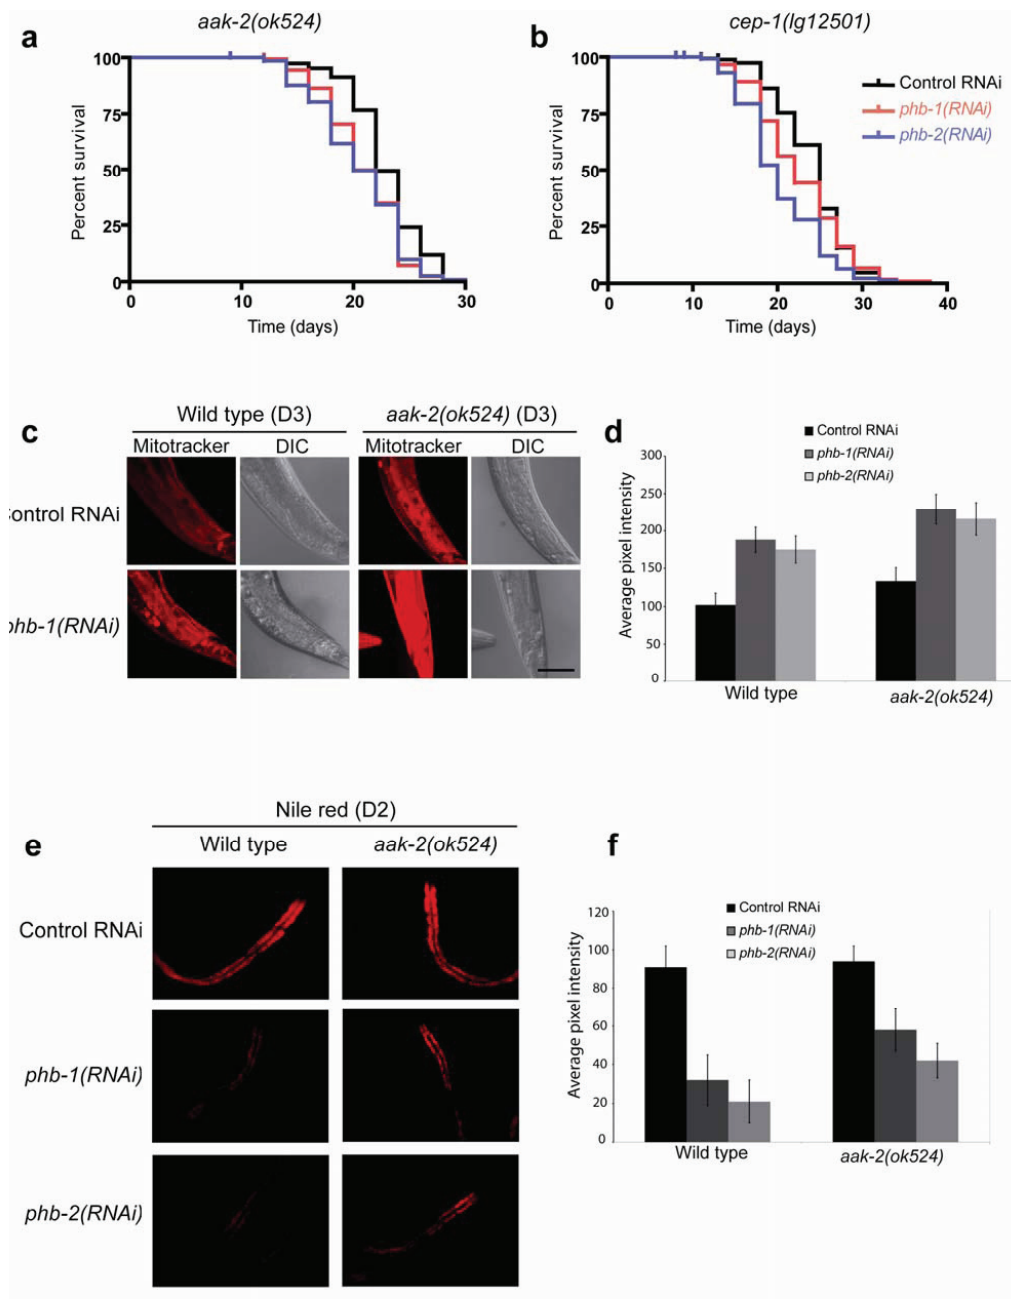 a
aak-2(ok524)
Percent survival
100
75
50
25
0
0 10 20 30
Time (days)
b
cep-1(lg12501)
Percent survival
100
75
50
25
0
0 10 20 30 40
Time (days)
Control RNAi
phb-1(RNAi)
phb-2(RNAi)
c
Wild type (D3) aak-2(ok524) (D3)
Mitotracker DIC Mitotracker DIC
ontrol RNAi
phb-1(RNAi)
d
Control RNAi
phb-1(RNAi)
phb-2(RNAi)
Average pixel intensity
300
250
200
150
100
50
0
Wild type aak-2(ok524)
e
Nile red (D2)
Wild type aak-2(ok524)
Control RNAi
phb-1(RNAi)
phb-2(RNAi)
f
Control RNAi
phb-1(RNAi)
phb-2(RNAi)
Average pixel intensity
120
100
80
60
40
20
0
Wild type aak-2(ok524)